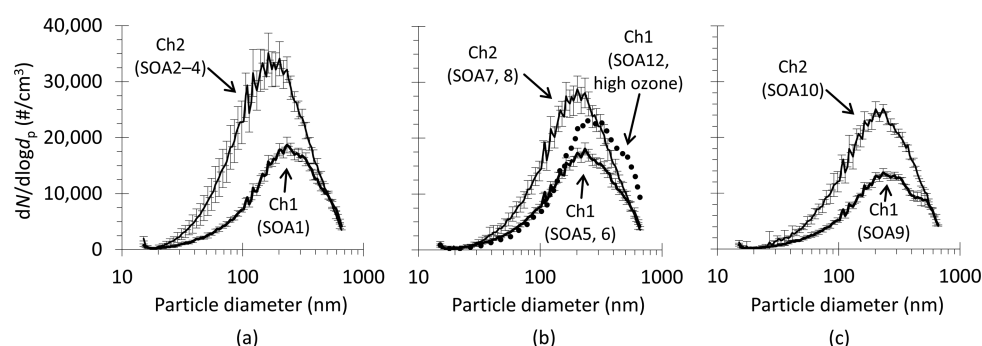 dN/dlogdp (#/cm³)
40,000
30,000
20,000
10,000
0
10
100
1000
Particle diameter (nm)
(a)
Ch2
(SOA2–4)
Ch1
(SOA1)
10
100
1000
Particle diameter (nm)
(b)
Ch2
(SOA7, 8)
Ch1
(SOA12,
high ozone)
Ch1
(SOA5, 6)
10
100
1000
Particle diameter (nm)
(c)
Ch2
(SOA10)
Ch1
(SOA9)